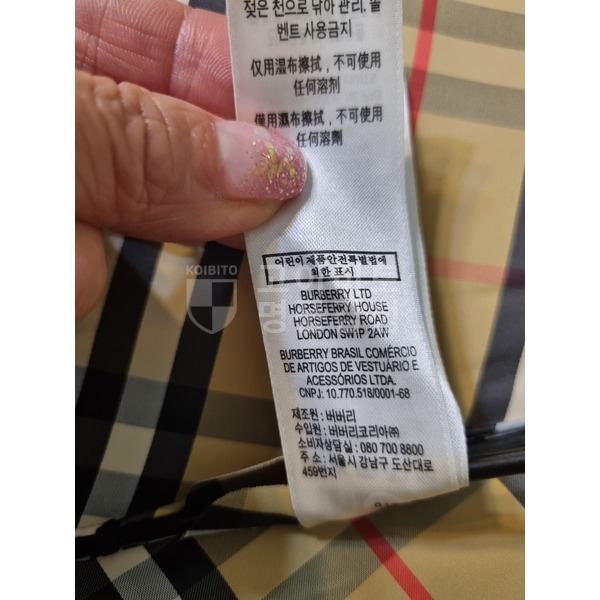 젖은 천으로 닦아 관리. 솔
벤트 사용금지
仅用湿布擦拭，不可使用
任何溶剂
僅用濕布擦拭，不可使用
任何溶劑
어린이제품안전특별법에
의한 표시
KOIBITO
고이비토
명
BURBERRY LTD
HORSEFERRY HOUSE
HORSEFERRY ROAD
LONDON SW1P 2AW
BURBERRY BRASIL COMÉRCIO
DE ARTIGOS DE VESTUÁRIO E
ACESSÓRIOS LTDA.
CNPJ: 10.770.518/0001-68
제조원 : 버버리
수입원 : 버버리코리아㈜
소비자상담실 : 080 700 8800
주 소 : 서울시 강남구 도산대로
459번지